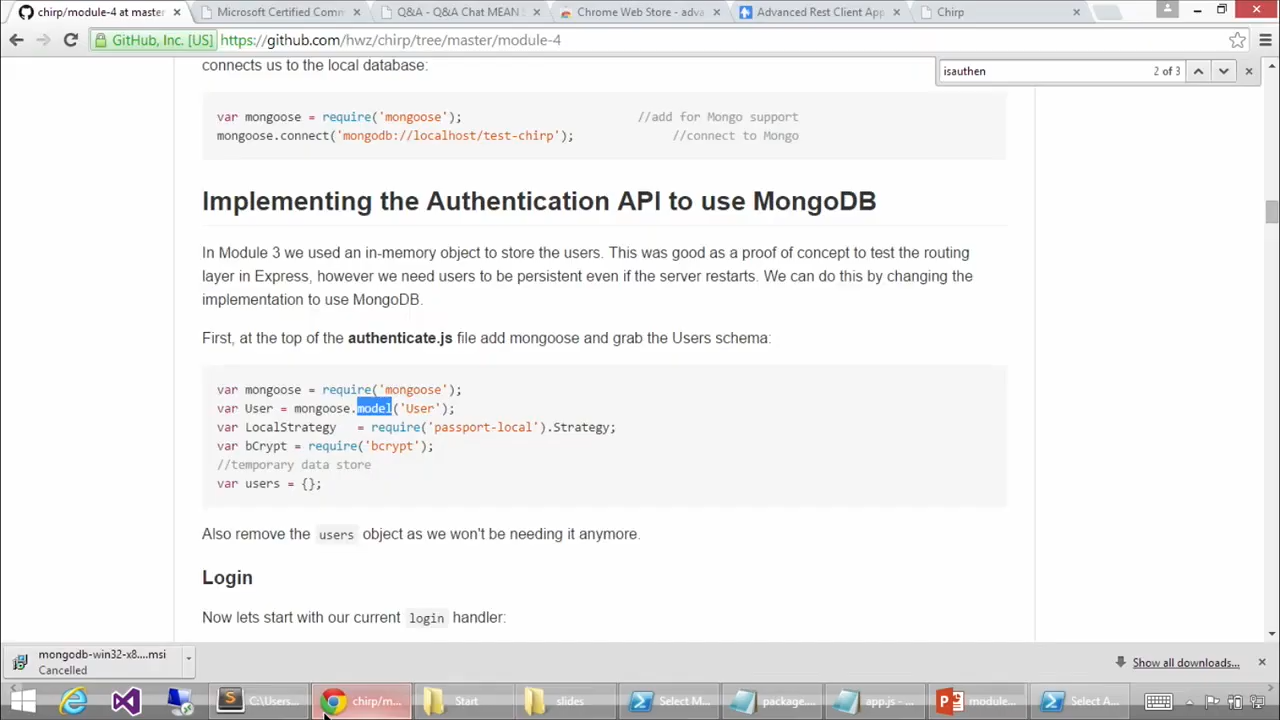 chirp/module-4 at master
Microsoft Certified Comm
Q&A - Q&A Chat MEAN S
Chrome Web Store - adva
Advanced Rest Client App
Chirp
GitHub, Inc. [US]
https://github.com/hwz/chirp/tree/master/module-4
isauthen
2 of 3
connects us to the local database:
var mongoose = require('mongoose'); //add for Mongo support
mongoose.connect('mongodb://localhost/test-chirp'); //connect to Mongo
Implementing the Authentication API to use MongoDB
In Module 3 we used an in-memory object to store the users. This was good as a proof of concept to test the routing
layer in Express, however we need users to be persistent even if the server restarts. We can do this by changing the
implementation to use MongoDB.
First, at the top of the authenticate.js file add mongoose and grab the Users schema:
var mongoose = require('mongoose');
var User = mongoose.model('User');
var LocalStrategy = require('passport-local').Strategy;
var bCrypt = require('bcrypt');
//temporary data store
var users = {};
Also remove the users object as we won't be needing it anymore.
Login
Now lets start with our current login handler:
mongodb-win32-x8....msi
Cancelled
Show all downloads...
C:\Users...
chirp/m...
Start
slides
Select M...
package....
app.js - ...
module...
Select A...